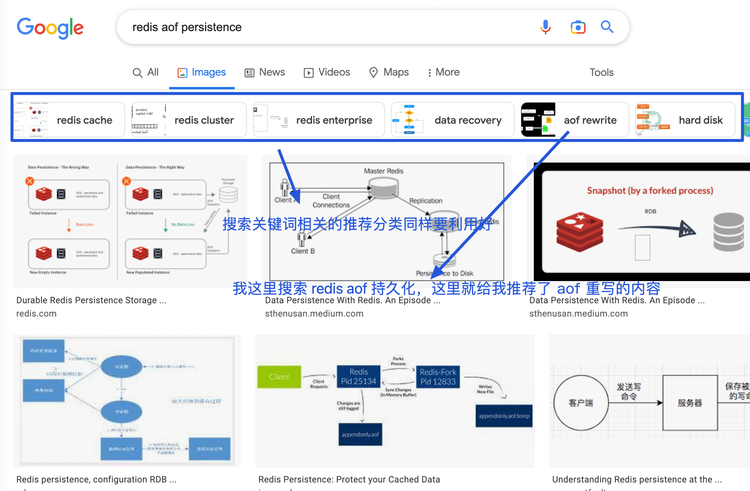 Google
redis aof persistence
All
Images
News
Videos
Maps
More
Tools
redis cache
redis cluster
redis enterprise
data recovery
aof rewrite
hard disk
Data Persistence - The Wrong Way
Data Persistence - The Right Way
Failed Instance
Failed Instance
Data Loss
No Data Loss
New Empty Instance
New Populated Instance
Master Redis
Client
Client Connections
Replication
Client B
Persistence to Disk
Snapshot (by a forked process)
RDB
搜索关键词相关的推荐分类同样要利用好
我这里搜索 redis aof 持久化，这里就给我推荐了 aof 重写的内容
Durable Redis Persistence Storage ...
redis.com
Data Persistence With Redis. An Episode ...
sthenusan.medium.com
Data Persistence With Redis. An Episode ...
sthenusan.medium.com
Client
Client Requests
Redis
Pid 25134
Forks Process
Redis-Fork
Pid 12833
Sync Changes
(In Memory Buffer)
Changes are still logged
Writes New File
appendonly.aof
appendonly.aof.temp
客户端
发送写命令
服务器
保存被
的写命
Redis persistence, configuration RDB ...
Redis Persistence: Protect your Cached Data
Understanding Redis persistence at the ...